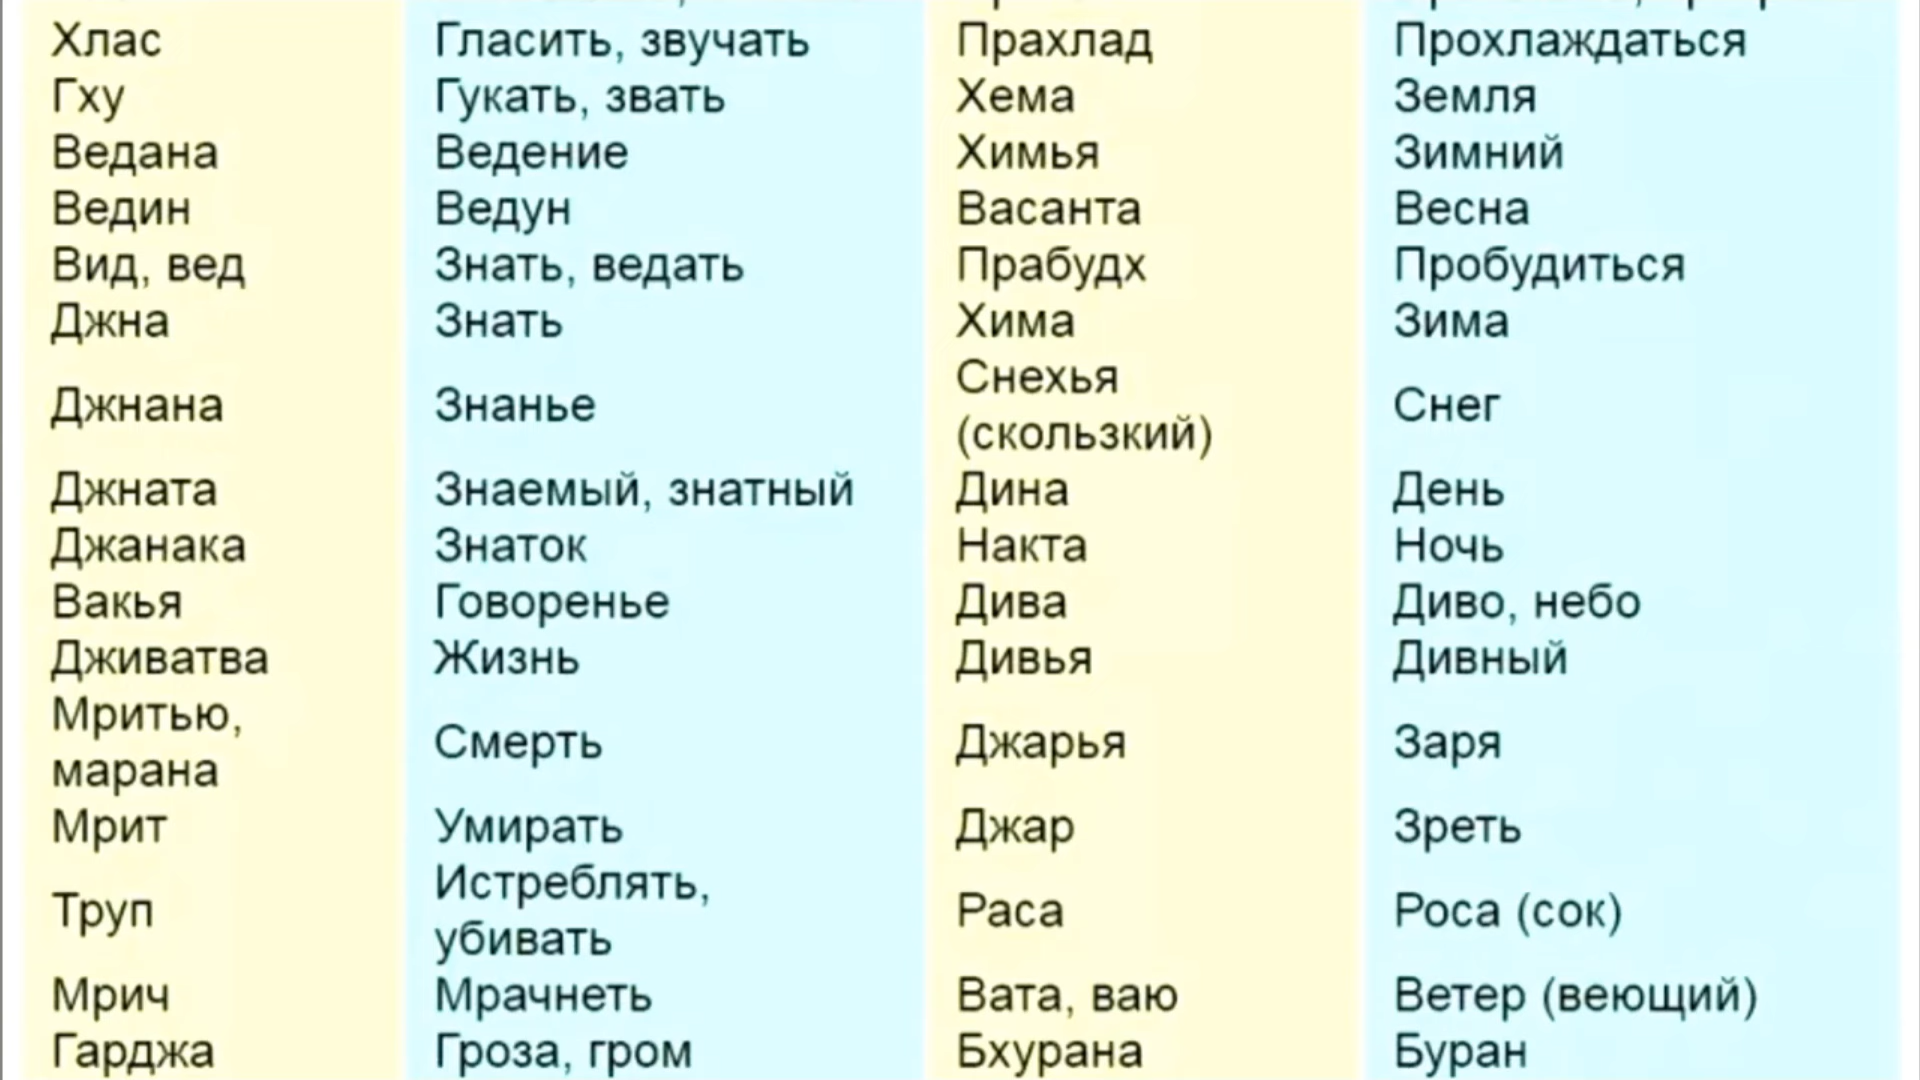 Хлас Гласить, звучать Прахлад Прохлаждаться
Гху Гукать, звать Хема Земля
Ведана Ведение Химья Зимний
Ведин Ведун Васанта Весна
Вид, вед Знать, ведать Прабудх Пробудиться
Джна Знать Хима Зима
Джнана Знанье Снехья
(скользкий) Снег
Джната Знаемый, знатный Дина День
Джанака Знаток Накта Ночь
Вакья Говоренье Дива Диво, небо
Дживатва Жизнь Дивья Дивный
Мритью,
марана Смерть Джарья Заря
Мрит Умирать Джар Зреть
Труп Истреблять,
убивать Раса Роса (сок)
Мрич Мрачнеть Вата, ваю Ветер (веющий)
Гарджа Гроза, гром Бхурана Буран